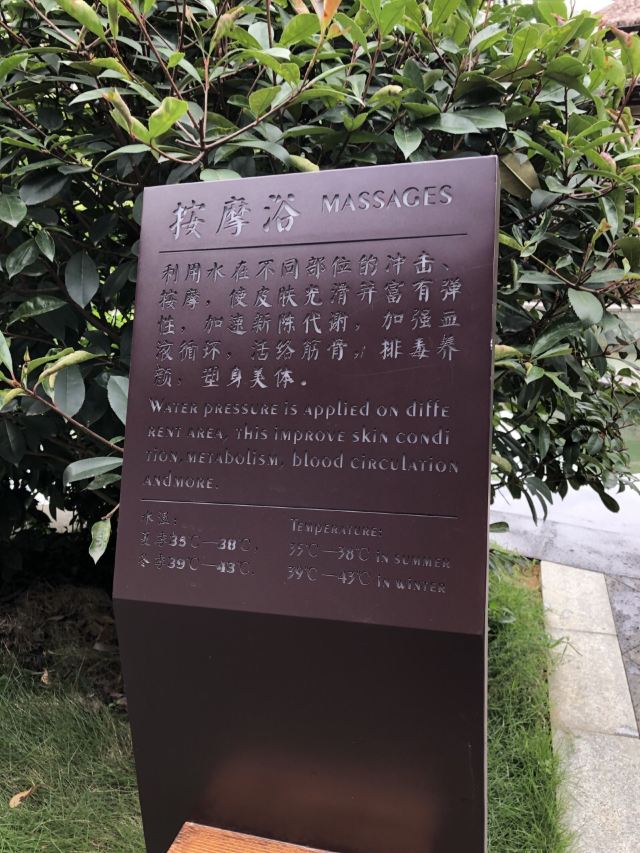 按摩浴 MASSAGES
利用水在不同部位的冲击、
按摩，使皮肤光滑并富有弹
性，加速新陈代谢，加强血
液循环，活络筋骨，排毒养
颜，塑身美体。
WATER PRESSURE IS APPLIED ON DIFFE
RENT AREA, THIS IMPROVE SKIN CONDI
TION, METABOLISM, BLOOD CIRCULATION
ANDMORE.
水温：
夏季35℃—38℃，
冬季39℃—43℃。
TEMPERATURE:
35℃—38℃ IN SUMMER
39℃—43℃ IN WINTER